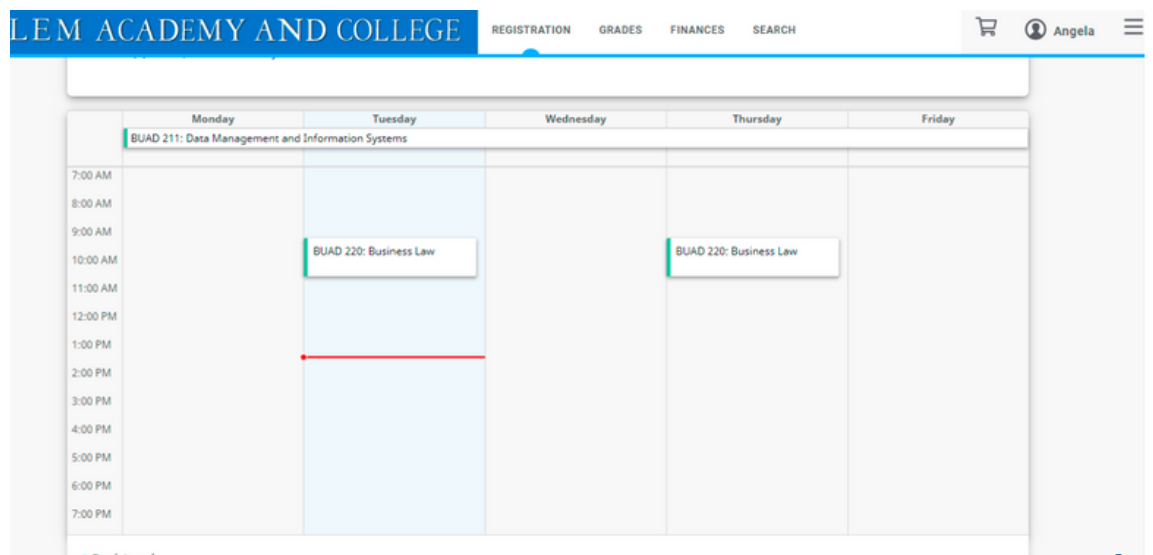 LEM ACADEMY AND COLLEGE REGISTRATION GRADES FINANCES SEARCH Angela
Monday Tuesday Wednesday Thursday Friday
BUAD 211: Data Management and Information Systems
7:00 AM
8:00 AM
9:00 AM
BUAD 220: Business Law BUAD 220: Business Law
10:00 AM
11:00 AM
12:00 PM
1:00 PM
2:00 PM
3:00 PM
4:00 PM
5:00 PM
6:00 PM
7:00 PM